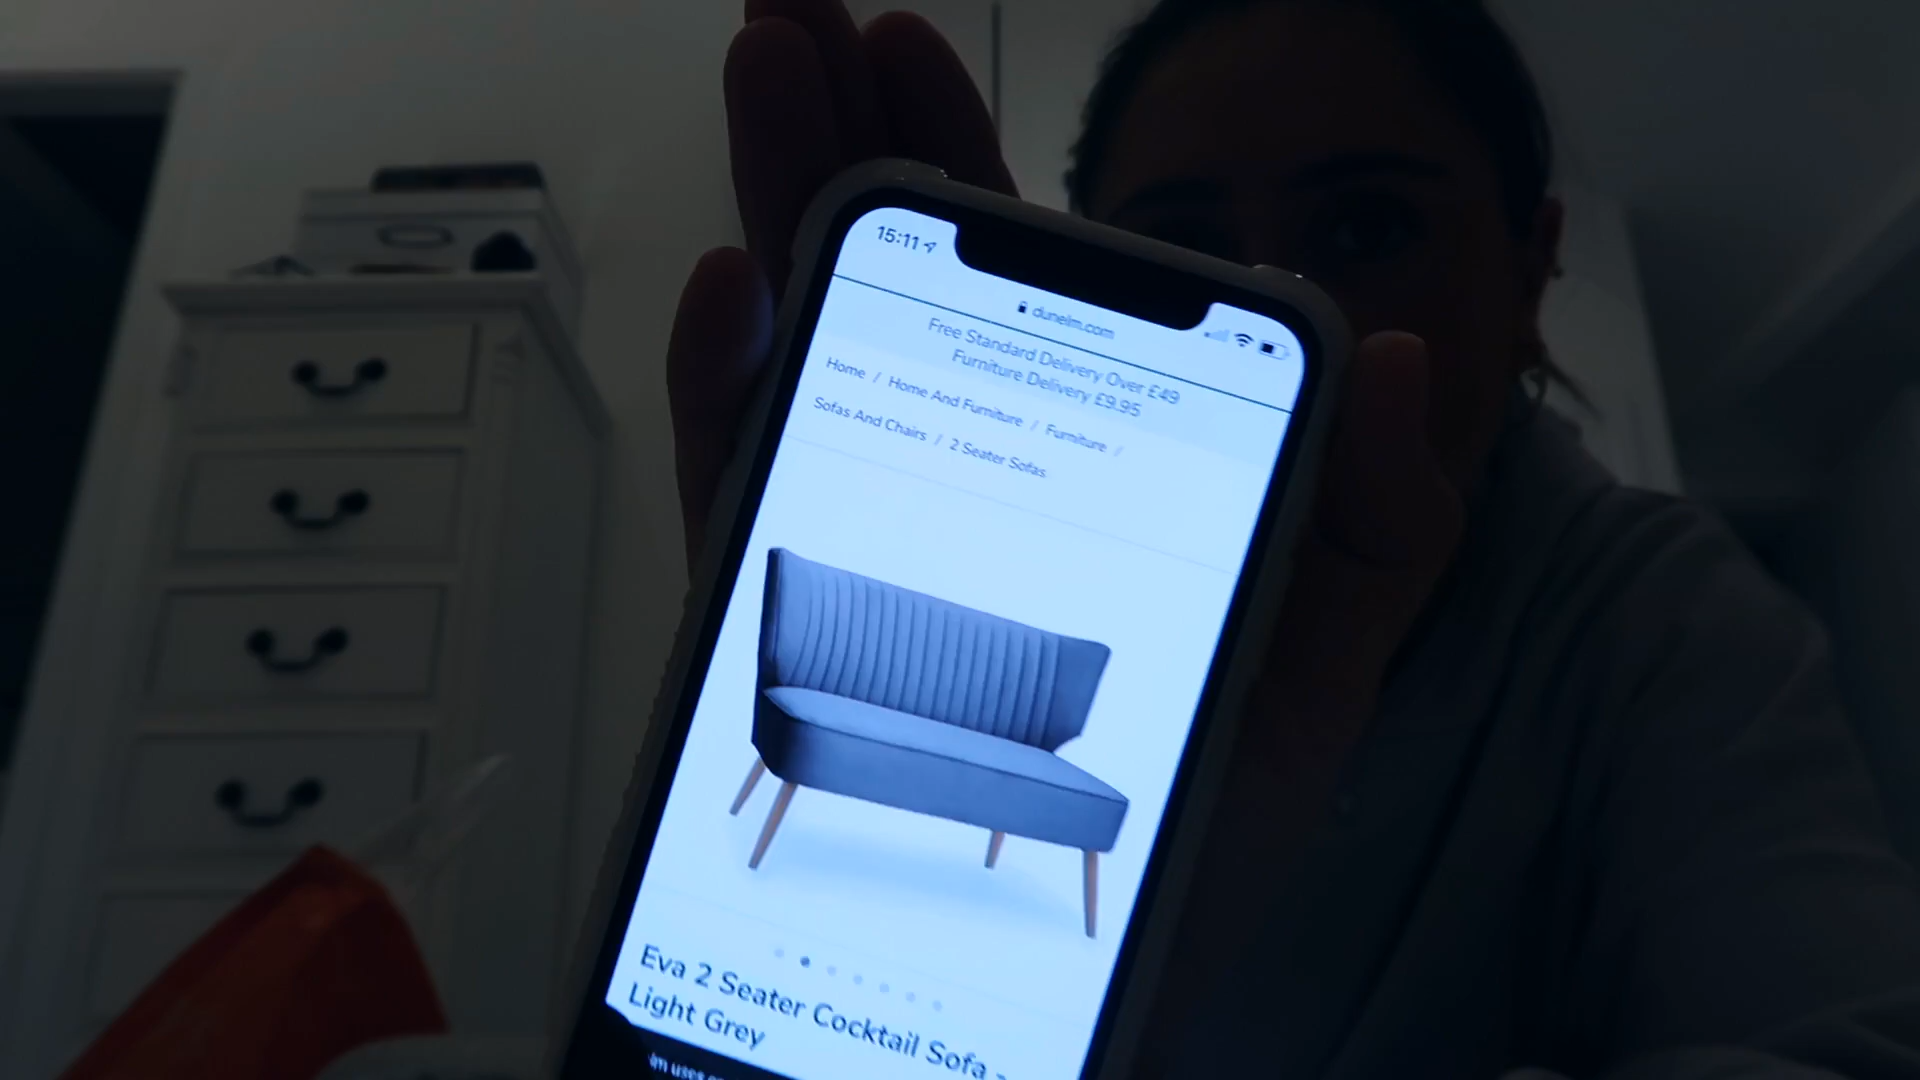 15:11
dunelm.com
Free Standard Delivery Over £49
Furniture Delivery £9.95
Home / Home And Furniture / Furniture /
Sofas And Chairs / 2 Seater Sofas
Eva 2 Seater Cocktail Sofa -
Light Grey
uses